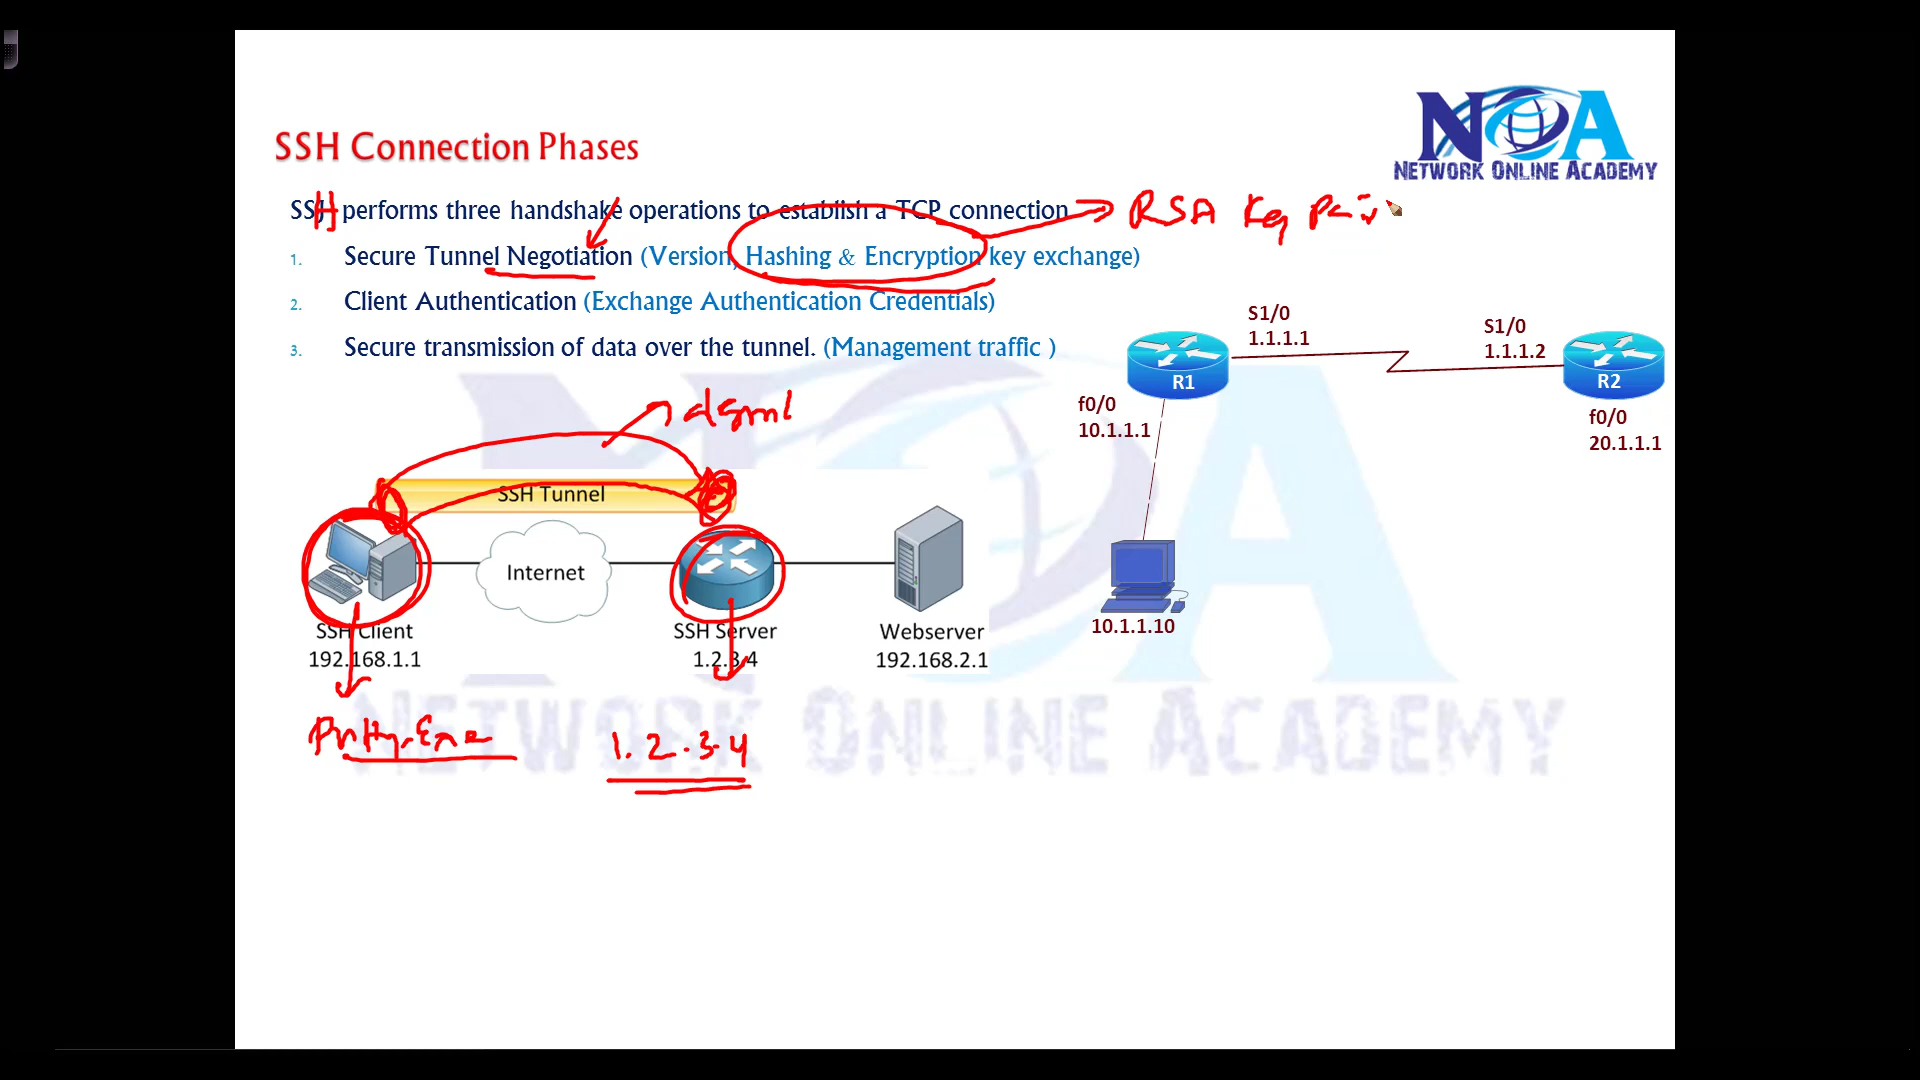 NOA
NETWORK ONLINE ACADEMY
SSH Connection Phases
SSH performs three handshake operations to establish a TCP connection
RSA Key Pair
1. Secure Tunnel Negotiation (Version, Hashing & Encryption key exchange)
2. Client Authentication (Exchange Authentication Credentials)
3. Secure transmission of data over the tunnel. (Management traffic )
S1/0
1.1.1.1
S1/0
1.1.1.2
R1
R2
f0/0
10.1.1.1
f0/0
20.1.1.1
SSH Tunnel
Internet
SSH Client
192.168.1.1
SSH Server
1.2.3.4
Webserver
192.168.2.1
10.1.1.10
Putty.Exe
1.2.3.4
NETWORK ONLINE ACADEMY